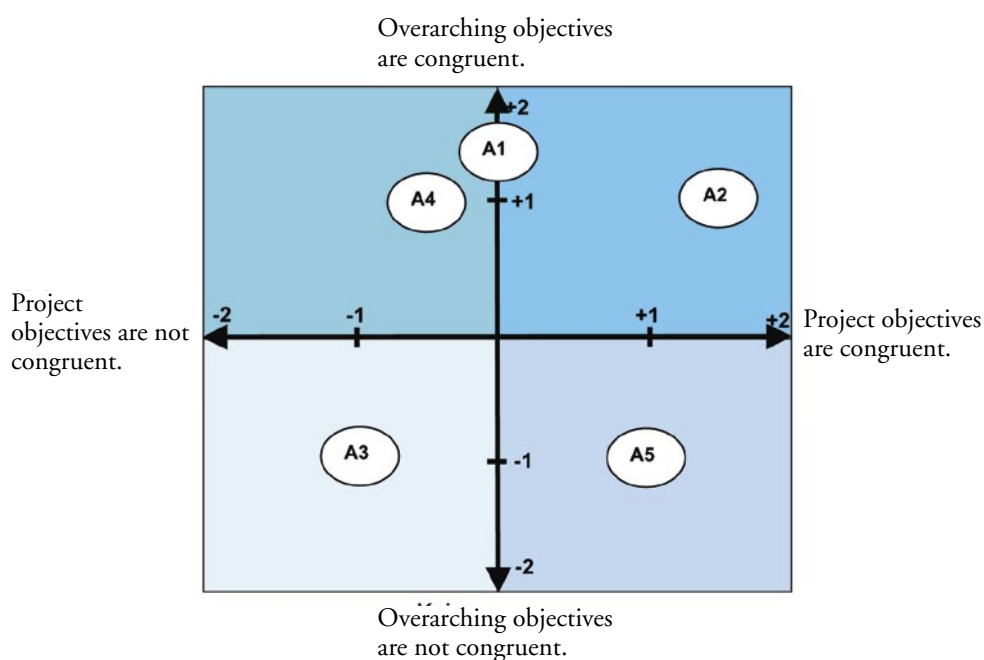 Overarching objectives
are congruent.
+2
A1
A4
+1
A2
Project
objectives are not
congruent.
-2
-1
+1
+2
Project objectives
are congruent.
A3
-1
A5
-2
Overarching objectives
are not congruent.